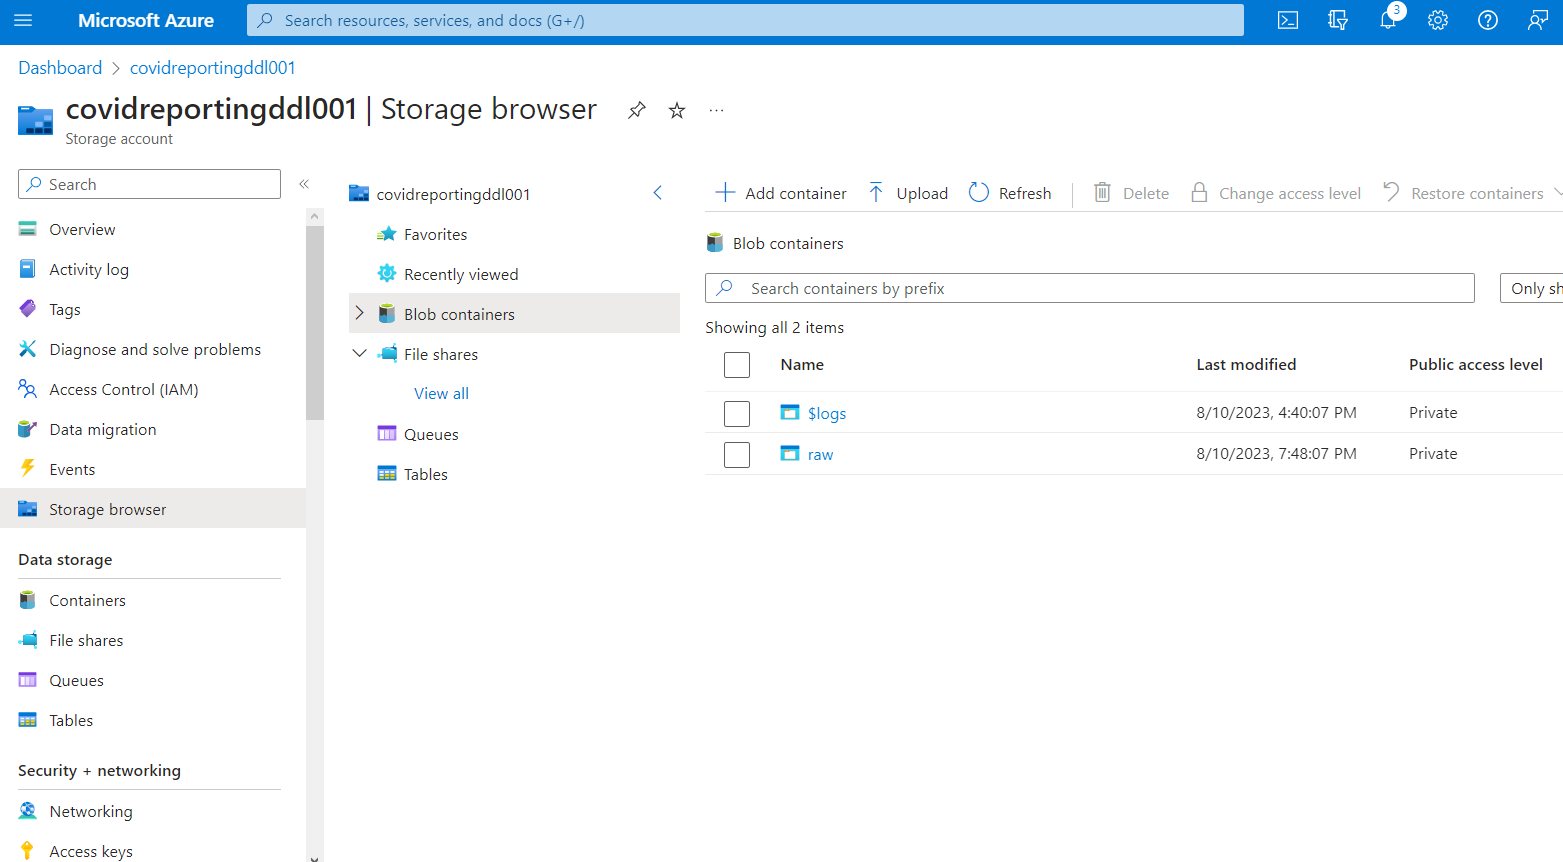 Microsoft Azure
Search resources, services, and docs (G+/)
3
Dashboard > covidreportingddl001
covidreportingddl001 | Storage browser
Storage account
Search
Overview
Activity log
Tags
Diagnose and solve problems
Access Control (IAM)
Data migration
Events
Storage browser
Data storage
Containers
File shares
Queues
Tables
Security + networking
Networking
Access keys
covidreportingddl001
Favorites
Recently viewed
Blob containers
File shares
View all
Queues
Tables
Add container Upload Refresh Delete Change access level Restore containers
Blob containers
Search containers by prefix
Only sh
Showing all 2 items
Name Last modified Public access level
$logs 8/10/2023, 4:40:07 PM Private
raw 8/10/2023, 7:48:07 PM Private